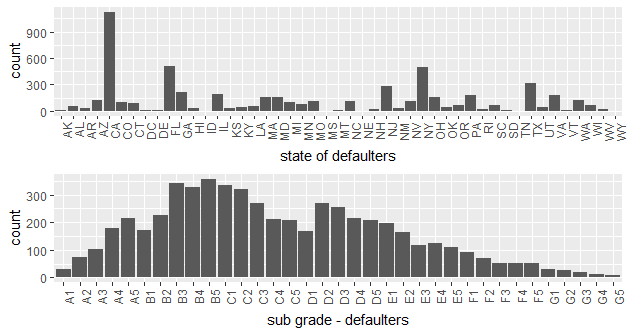 count
900
600
300
0
AK AL AR AZ CA CO CT DC DE FL GA HI ID IL KS KY LA MA MD MI MN MO MS MT NC NE NH NJ NM NV NY OH OK OR PA RI SC SD TN TX UT VA VT WA WI WV WY
state of defaulters
count
300
200
100
0
A1 A2 A3 A4 A5 B1 B2 B3 B4 B5 C1 C2 C3 C4 C5 D1 D2 D3 D4 D5 E1 E2 E3 E4 E5 F1 F2 F3 F4 F5 G1 G2 G3 G4 G5
sub grade - defaulters